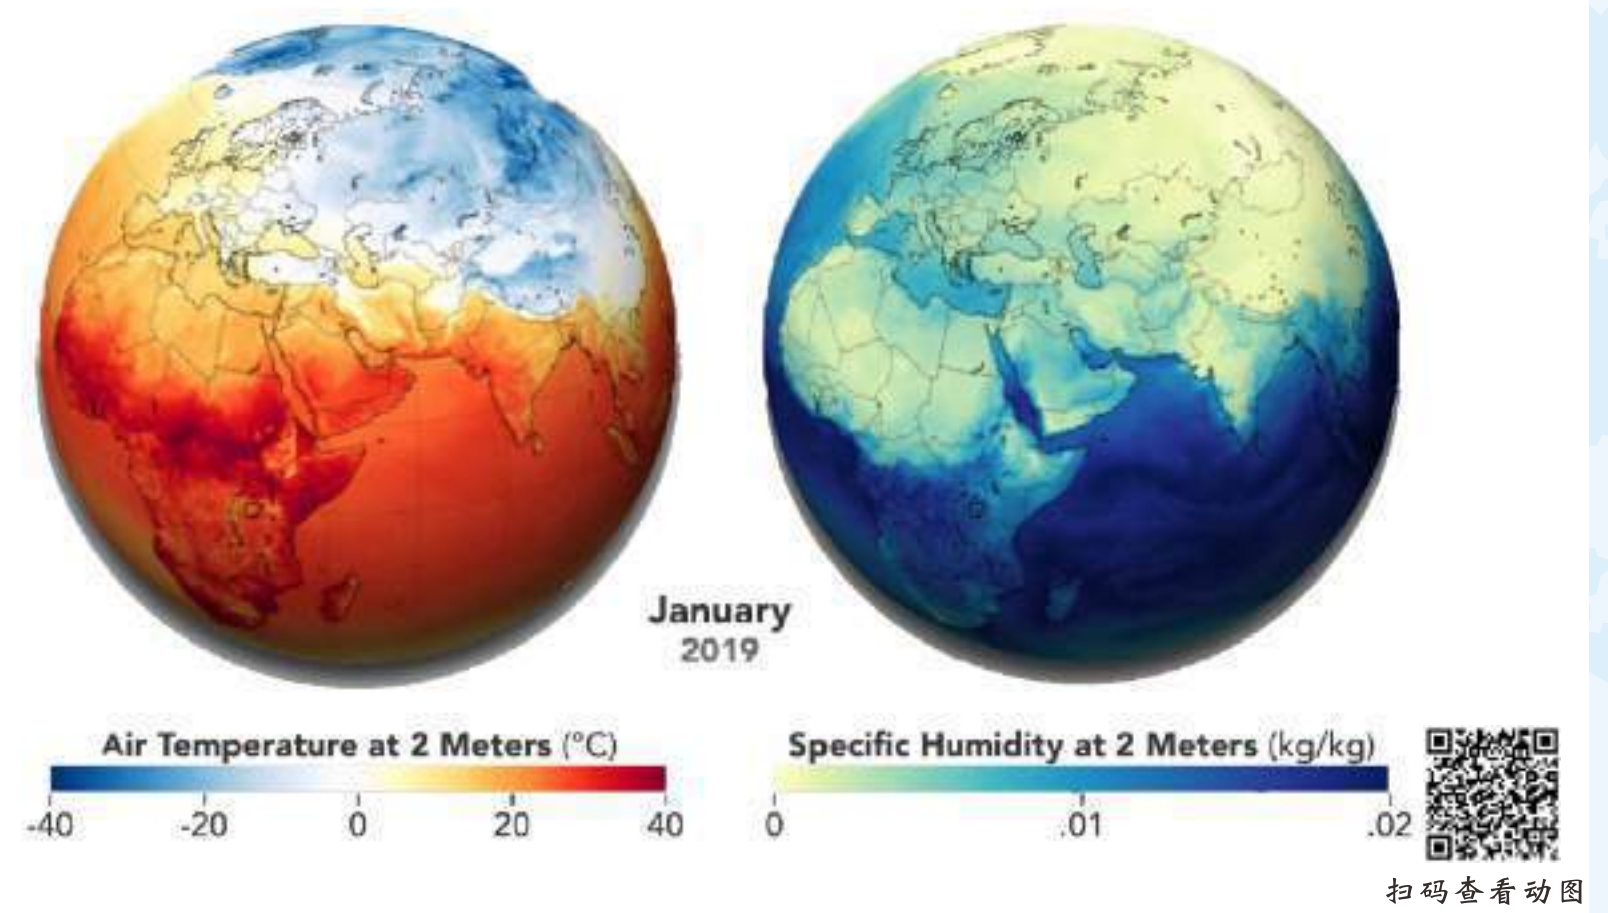 January
2019
Air Temperature at 2 Meters (°C)
-40 -20 0 20 40
Specific Humidity at 2 Meters (kg/kg)
0 .01 .02
扫码查看动图